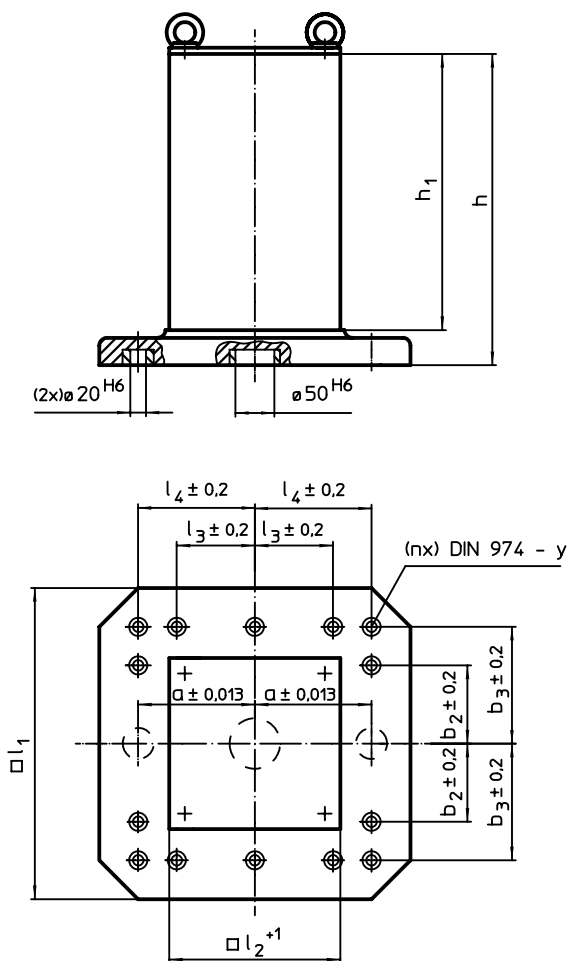 h₁
h
(2x)ø 20 H6
ø 50 H6
l₄ ± 0,2
l₄ ± 0,2
l₃ ± 0,2
l₃ ± 0,2
(nx) DIN 974 - y
a ± 0,013
a ± 0,013
b₂ ± 0,2
b₃ ± 0,2
b₂ ± 0,2
b₃ ± 0,2
□ l₁
□ l₂ +1